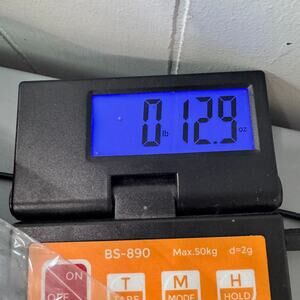 0 lb 12.9 oz
BS-890 Max.50kg d=2g
ON T M H
OFF TARE MODE HOLD